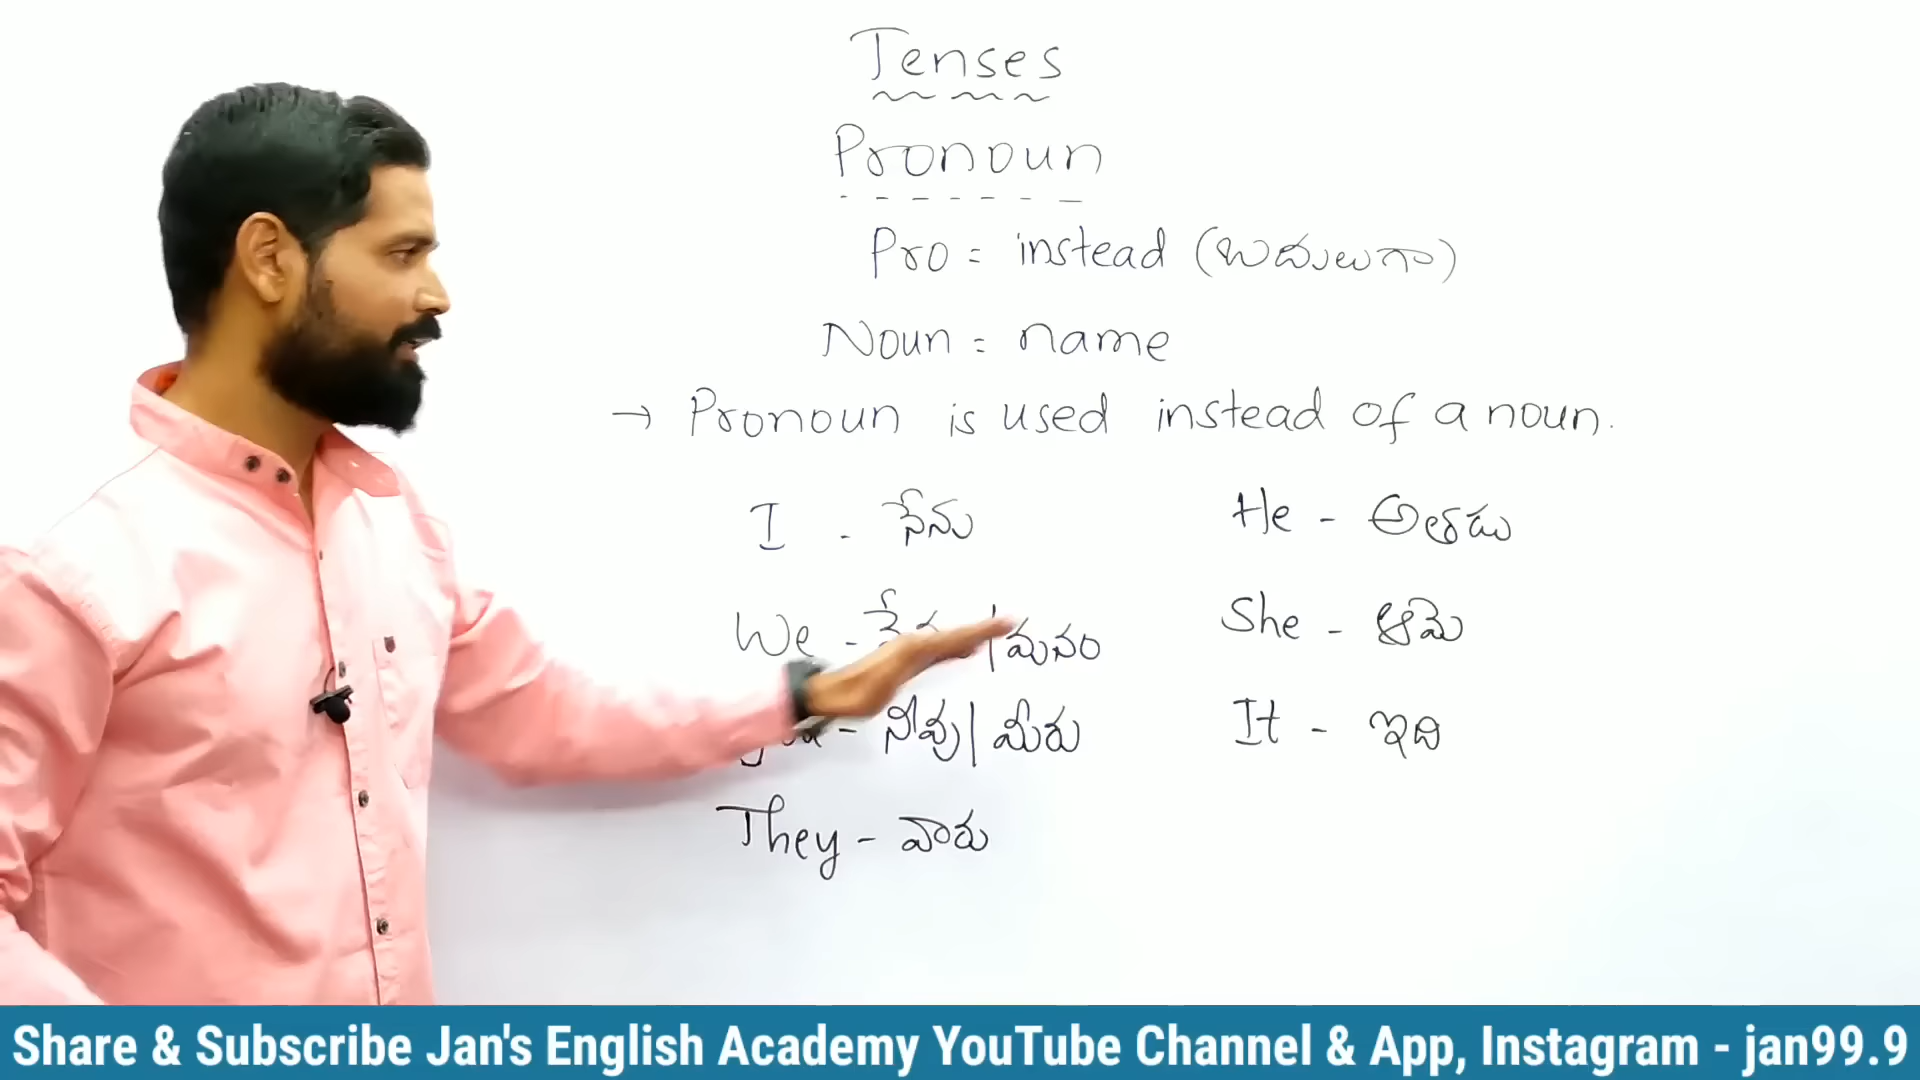 Tenses
Pronoun
Pro = instead (బదులుగా)
Noun = name
→ Pronoun is used instead of a noun.
I - నేను
We - | మనం
- నీవు | మీరు
They - వారు
He - అతడు
She - ఆమె
It - ఇది
Share & Subscribe Jan's English Academy YouTube Channel & App, Instagram - jan99.9